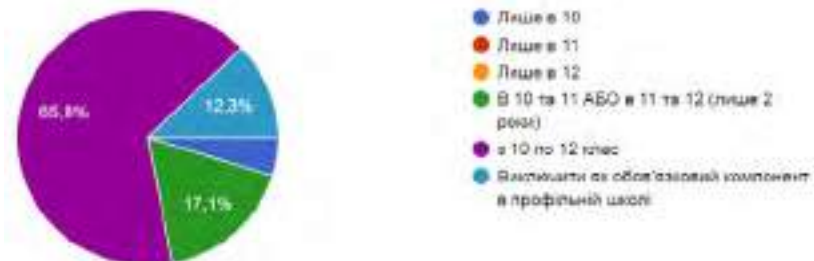 65,8%
12,3%
17,1%
Лише в 10
Лише в 11
Лише в 12
В 10 та 11 АБО в 11 та 12 (лише 2
роки)
з 10 по 12 клас
Виключити як обов'язковий компонент
в профільній школі